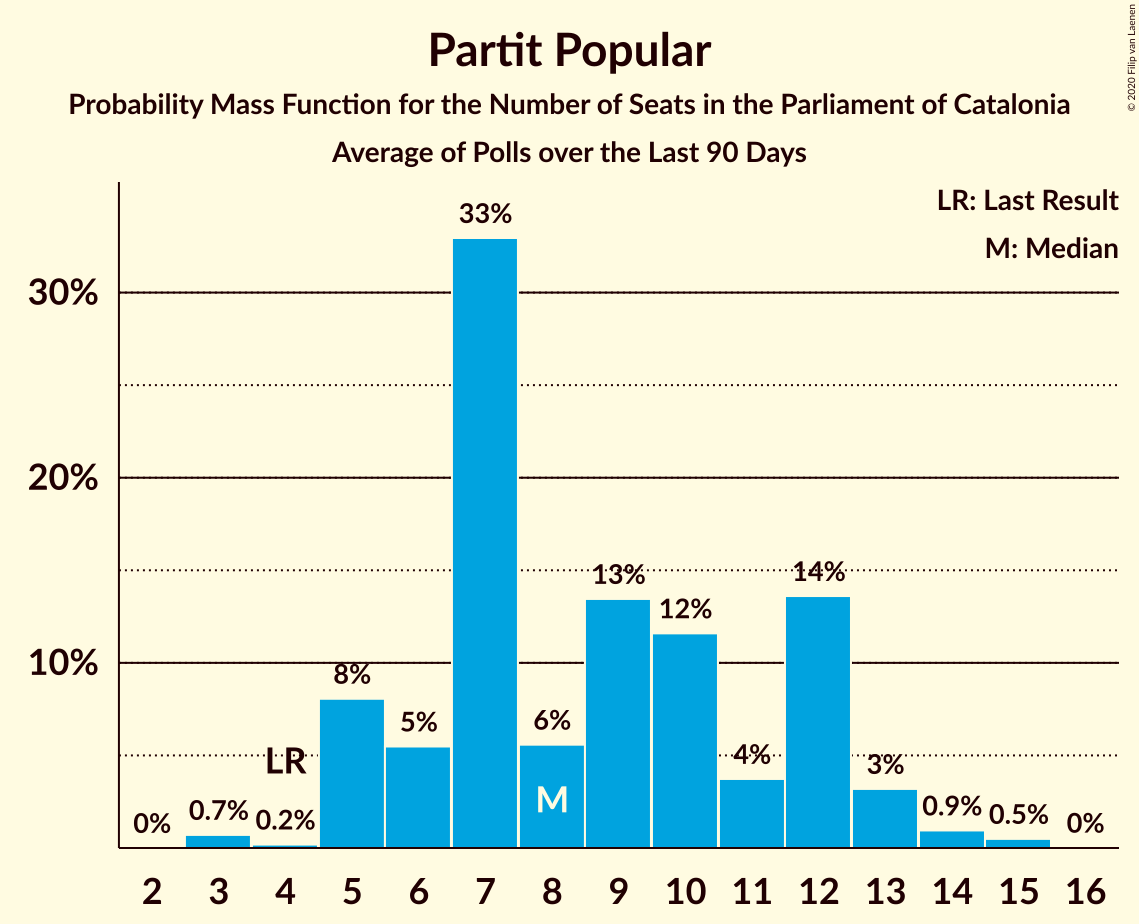 Partit Popular
Probability Mass Function for the Number of Seats in the Parliament of Catalonia
Average of Polls over the Last 90 Days
© 2020 Filip van Laenen
LR: Last Result
M: Median
30%
20%
10%
0%
0.7%
0.2%
LR
8%
5%
33%
6%
M
13%
12%
4%
14%
3%
0.9%
0.5%
0%
2 3 4 5 6 7 8 9 10 11 12 13 14 15 16